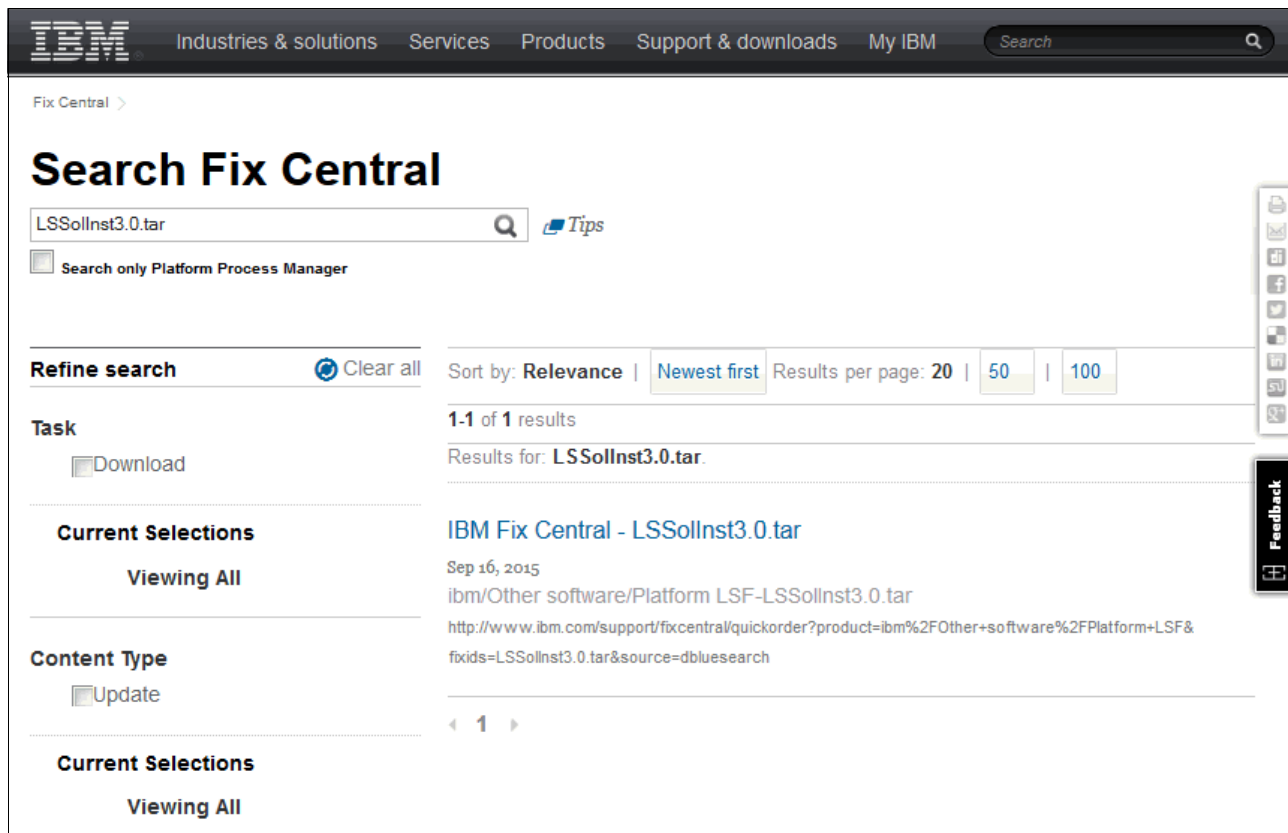 IBM
Industries & solutions Services Products Support & downloads My IBM Search
Fix Central
Search Fix Central
LSSolInst3.0.tar
Tips
Search only Platform Process Manager
Refine search Clear all
Sort by: Relevance | Newest first Results per page: 20 | 50 | 100
1-1 of 1 results
Results for: LSSolInst3.0.tar.
Task
Download
Current Selections
Viewing All
IBM Fix Central - LSSolInst3.0.tar
Sep 16, 2015
ibm/Other software/Platform LSF-LSSolInst3.0.tar
http://www.ibm.com/support/fixcentral/quickorder?product=ibm%2FOther+software%2FPlatform+LSF&
fixids=LSSolInst3.0.tar&source=dbluesearch
Content Type
Update
1
Current Selections
Viewing All
Feedback